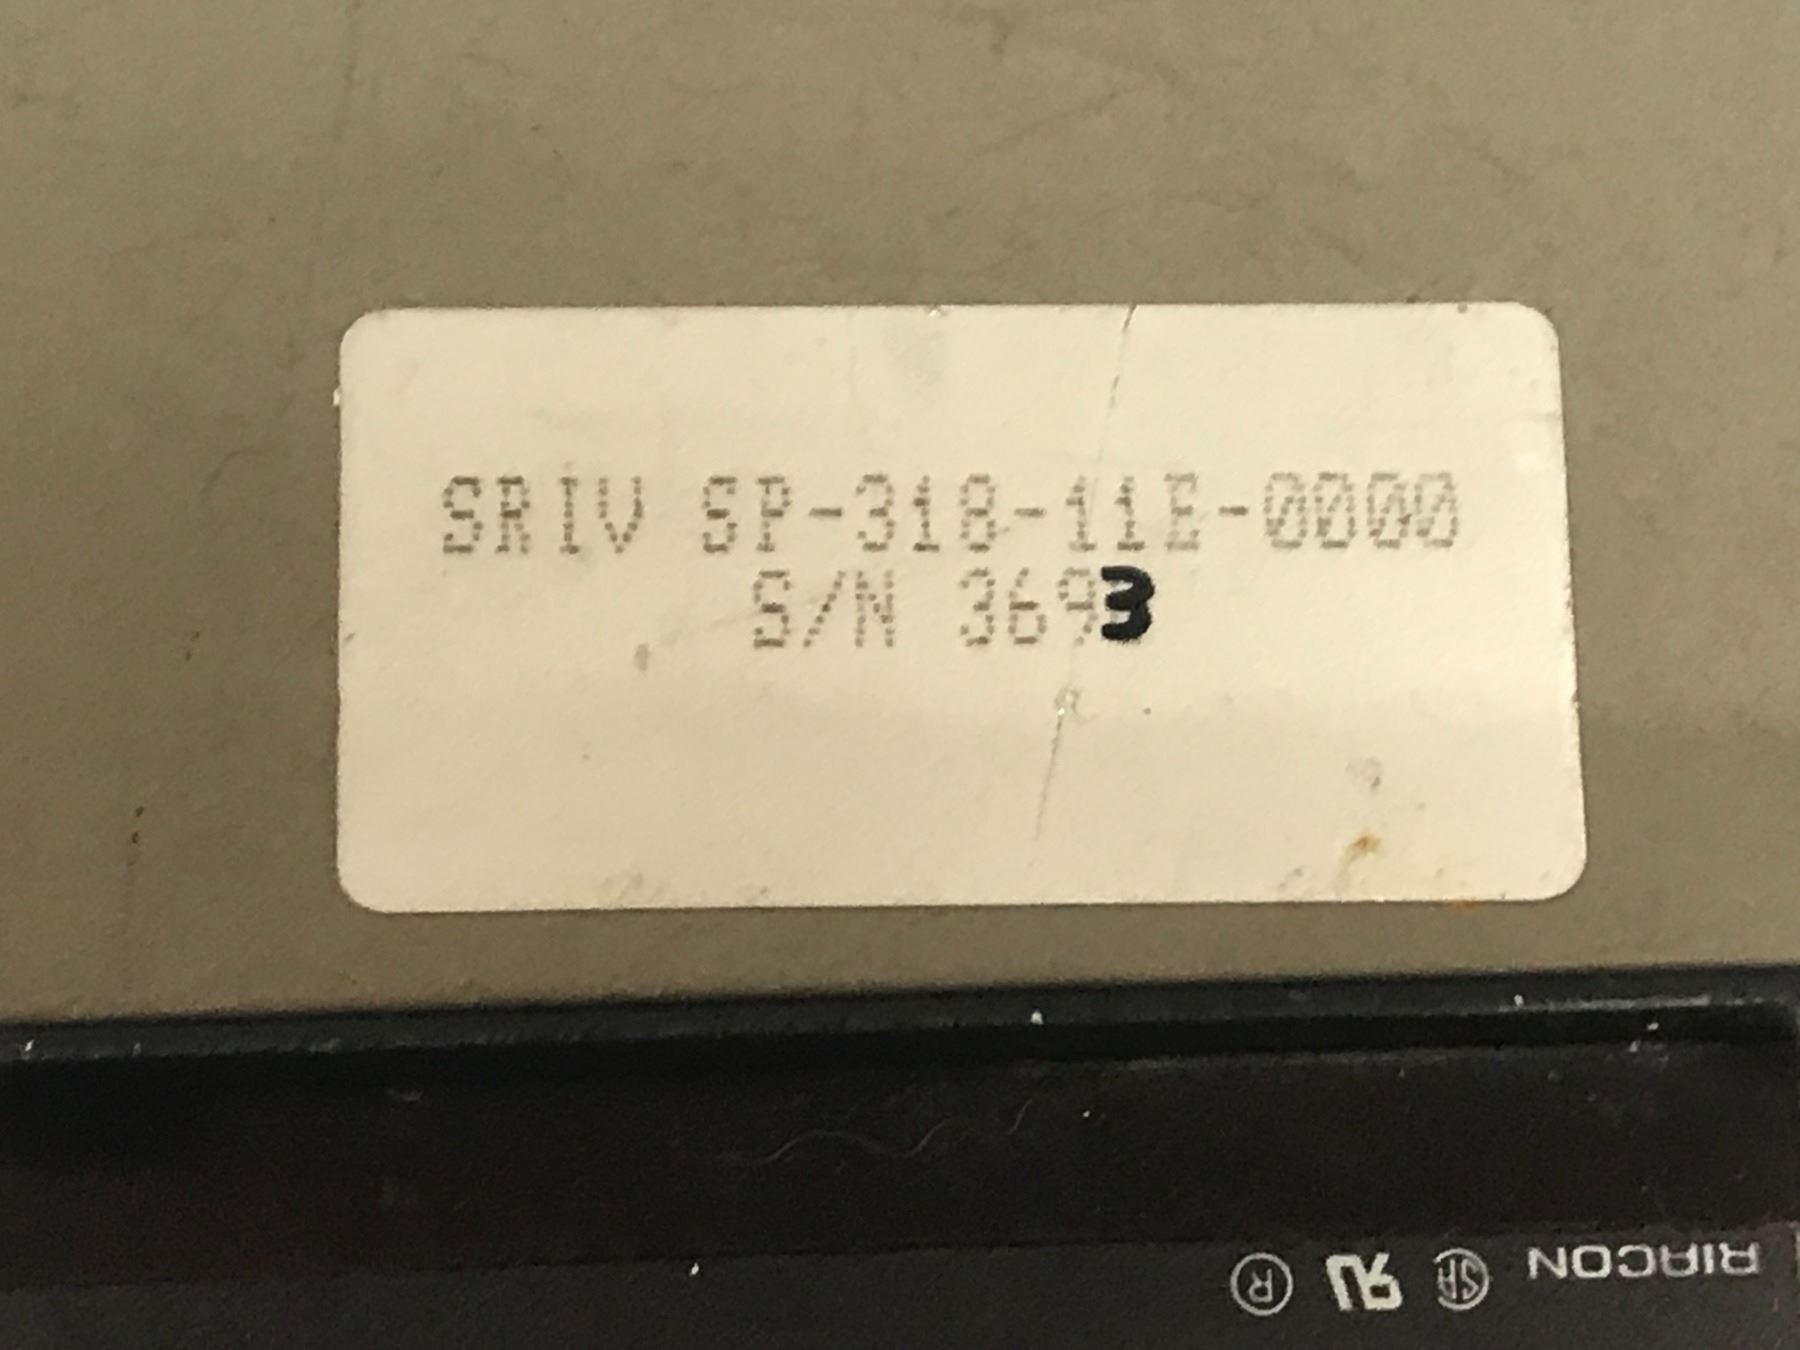 SRIV SP-318-11E-0000
S/N 3693
RIACON